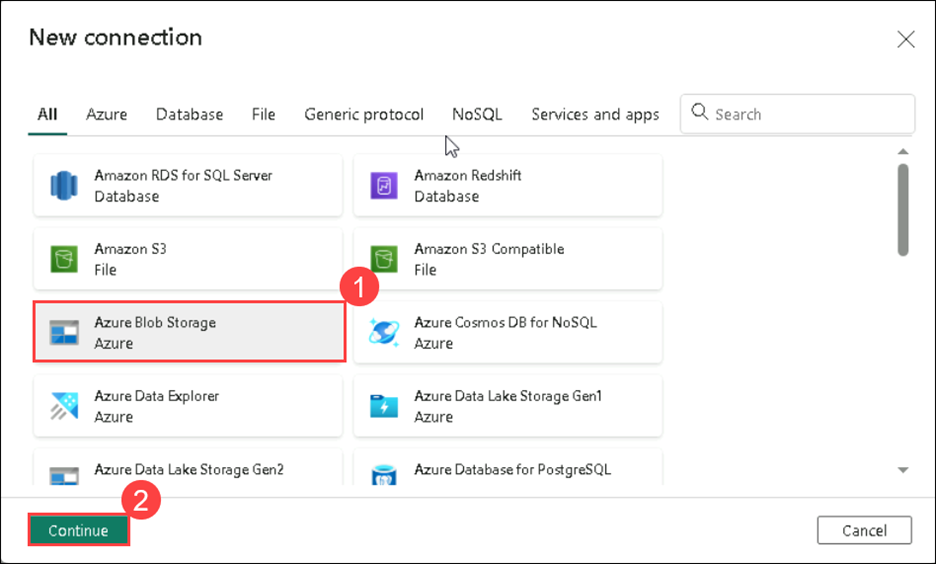 New connection
All
Azure
Database
File
Generic protocol
NoSQL
Services and apps
Search
Amazon RDS for SQL Server
Database
Amazon Redshift
Database
Amazon S3
File
Amazon S3 Compatible
File
1
Azure Blob Storage
Azure
Azure Cosmos DB for NoSQL
Azure
Azure Data Explorer
Azure
Azure Data Lake Storage Gen1
Azure
Azure Data Lake Storage Gen2
Azure Database for PostgreSQL
2
Continue
Cancel